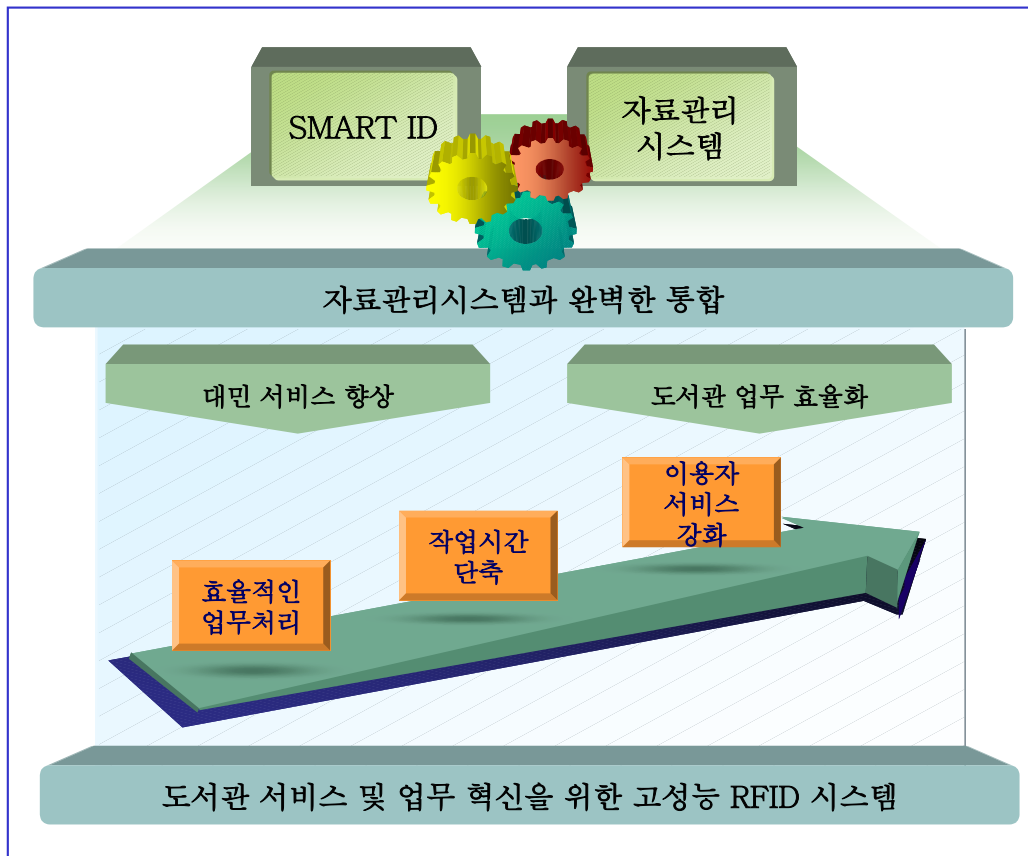 SMART ID
자료관리
시스템
자료관리시스템과 완벽한 통합
대민 서비스 향상
도서관 업무 효율화
이용자
서비스
강화
작업시간
단축
효율적인
업무처리
도서관 서비스 및 업무 혁신을 위한 고성능 RFID 시스템